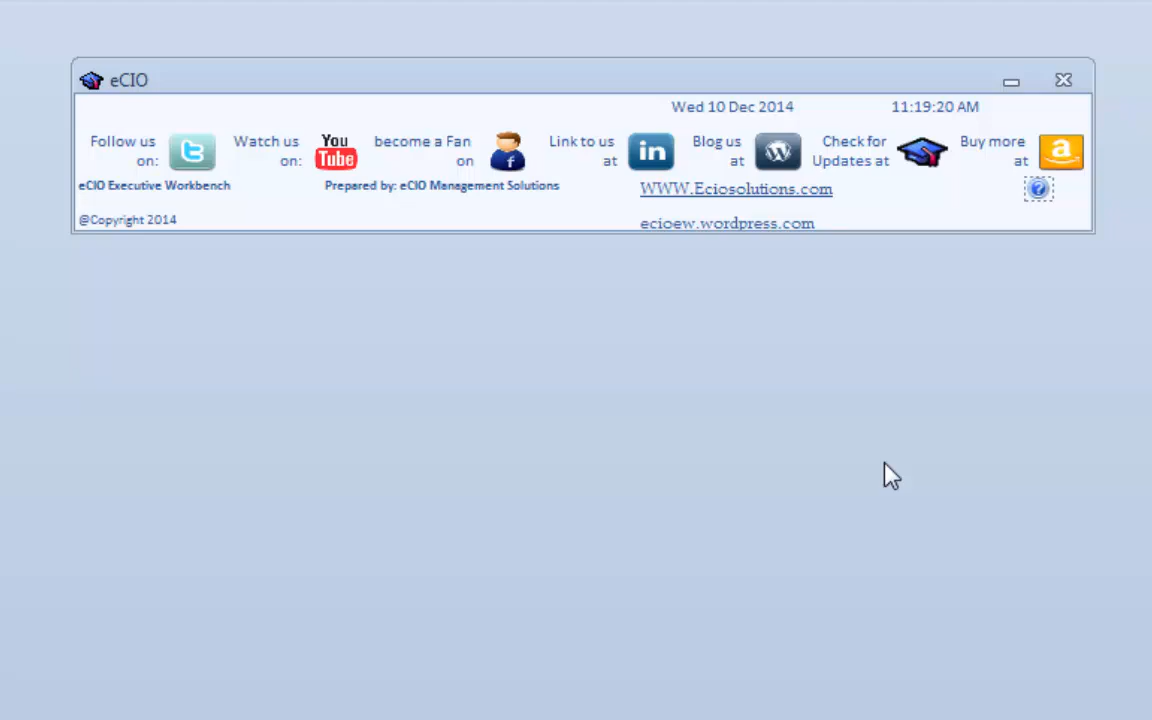 eCIO
Wed 10 Dec 2014 11:19:20 AM
Follow us on:
Watch us on:
You Tube
become a Fan on
f
Link to us at
in
Blog us at
W
Check for Updates at
Buy more at
a
eCIO Executive Workbench
Prepared by: eCIO Management Solutions
WWW.Eciosolutions.com
?
@Copyright 2014
ecioew.wordpress.com